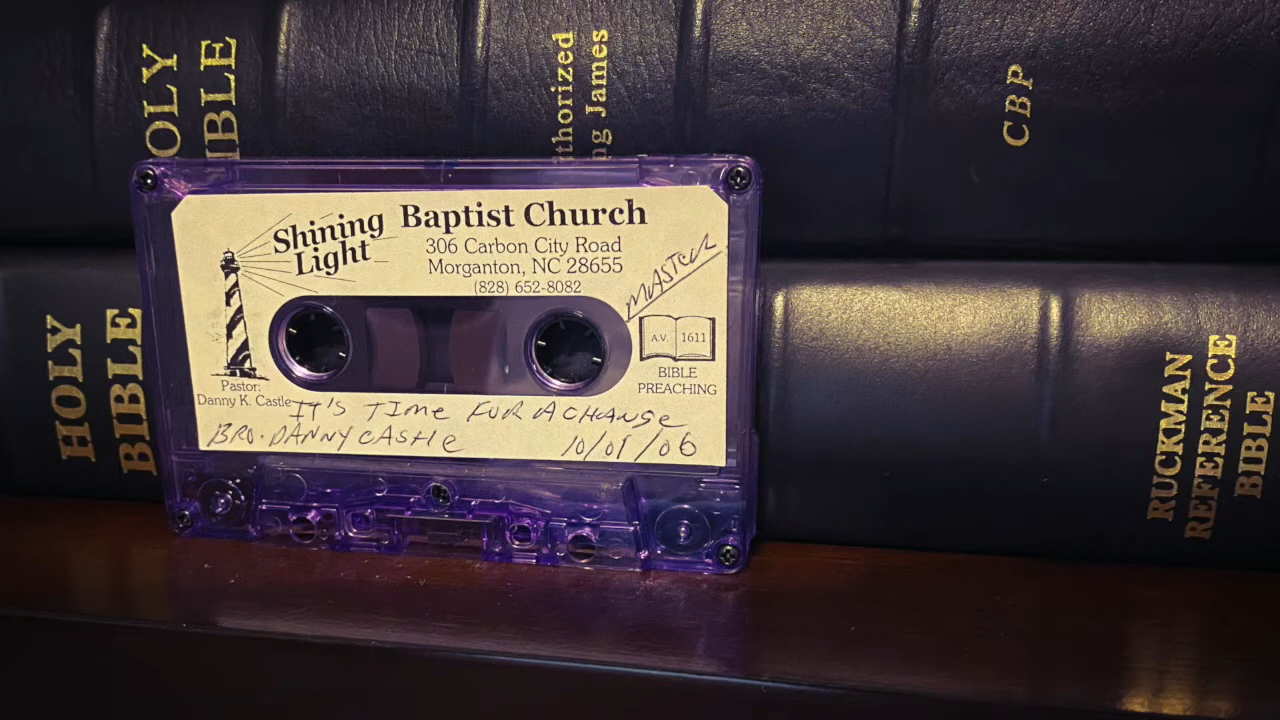 HOLY
BIBLE
thorized
ng James
CBP
Shining
Light
Baptist Church
306 Carbon City Road
Morganton, NC 28655
(828) 652-8082
MASTER
A.V. 1611
BIBLE
PREACHING
Pastor:
Danny K. Castle
IT'S TIME FOR A CHANGE
BRO. DANNY CASTLE 10/01/06
HOLY
BIBLE
RUCKMAN
REFERENCE
BIBLE